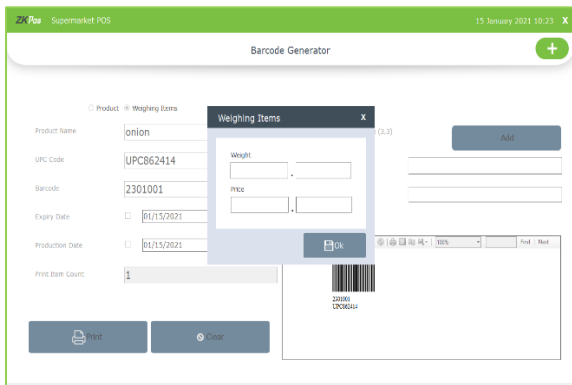 ZKPos Supermarket POS 15 January 2021 10:23 X
Barcode Generator
+
Product Weighing Items
Product Name onion (2,3) Add
UPC Code UPC862414
Barcode 2301001
Expiry Date 01/15/2021
Production Date 01/15/2021
Print Item Count 1
Print Clear
Weighing Items X
Weight
.
Price
.
Ok
100% Find | Next
2301001
UPC862414